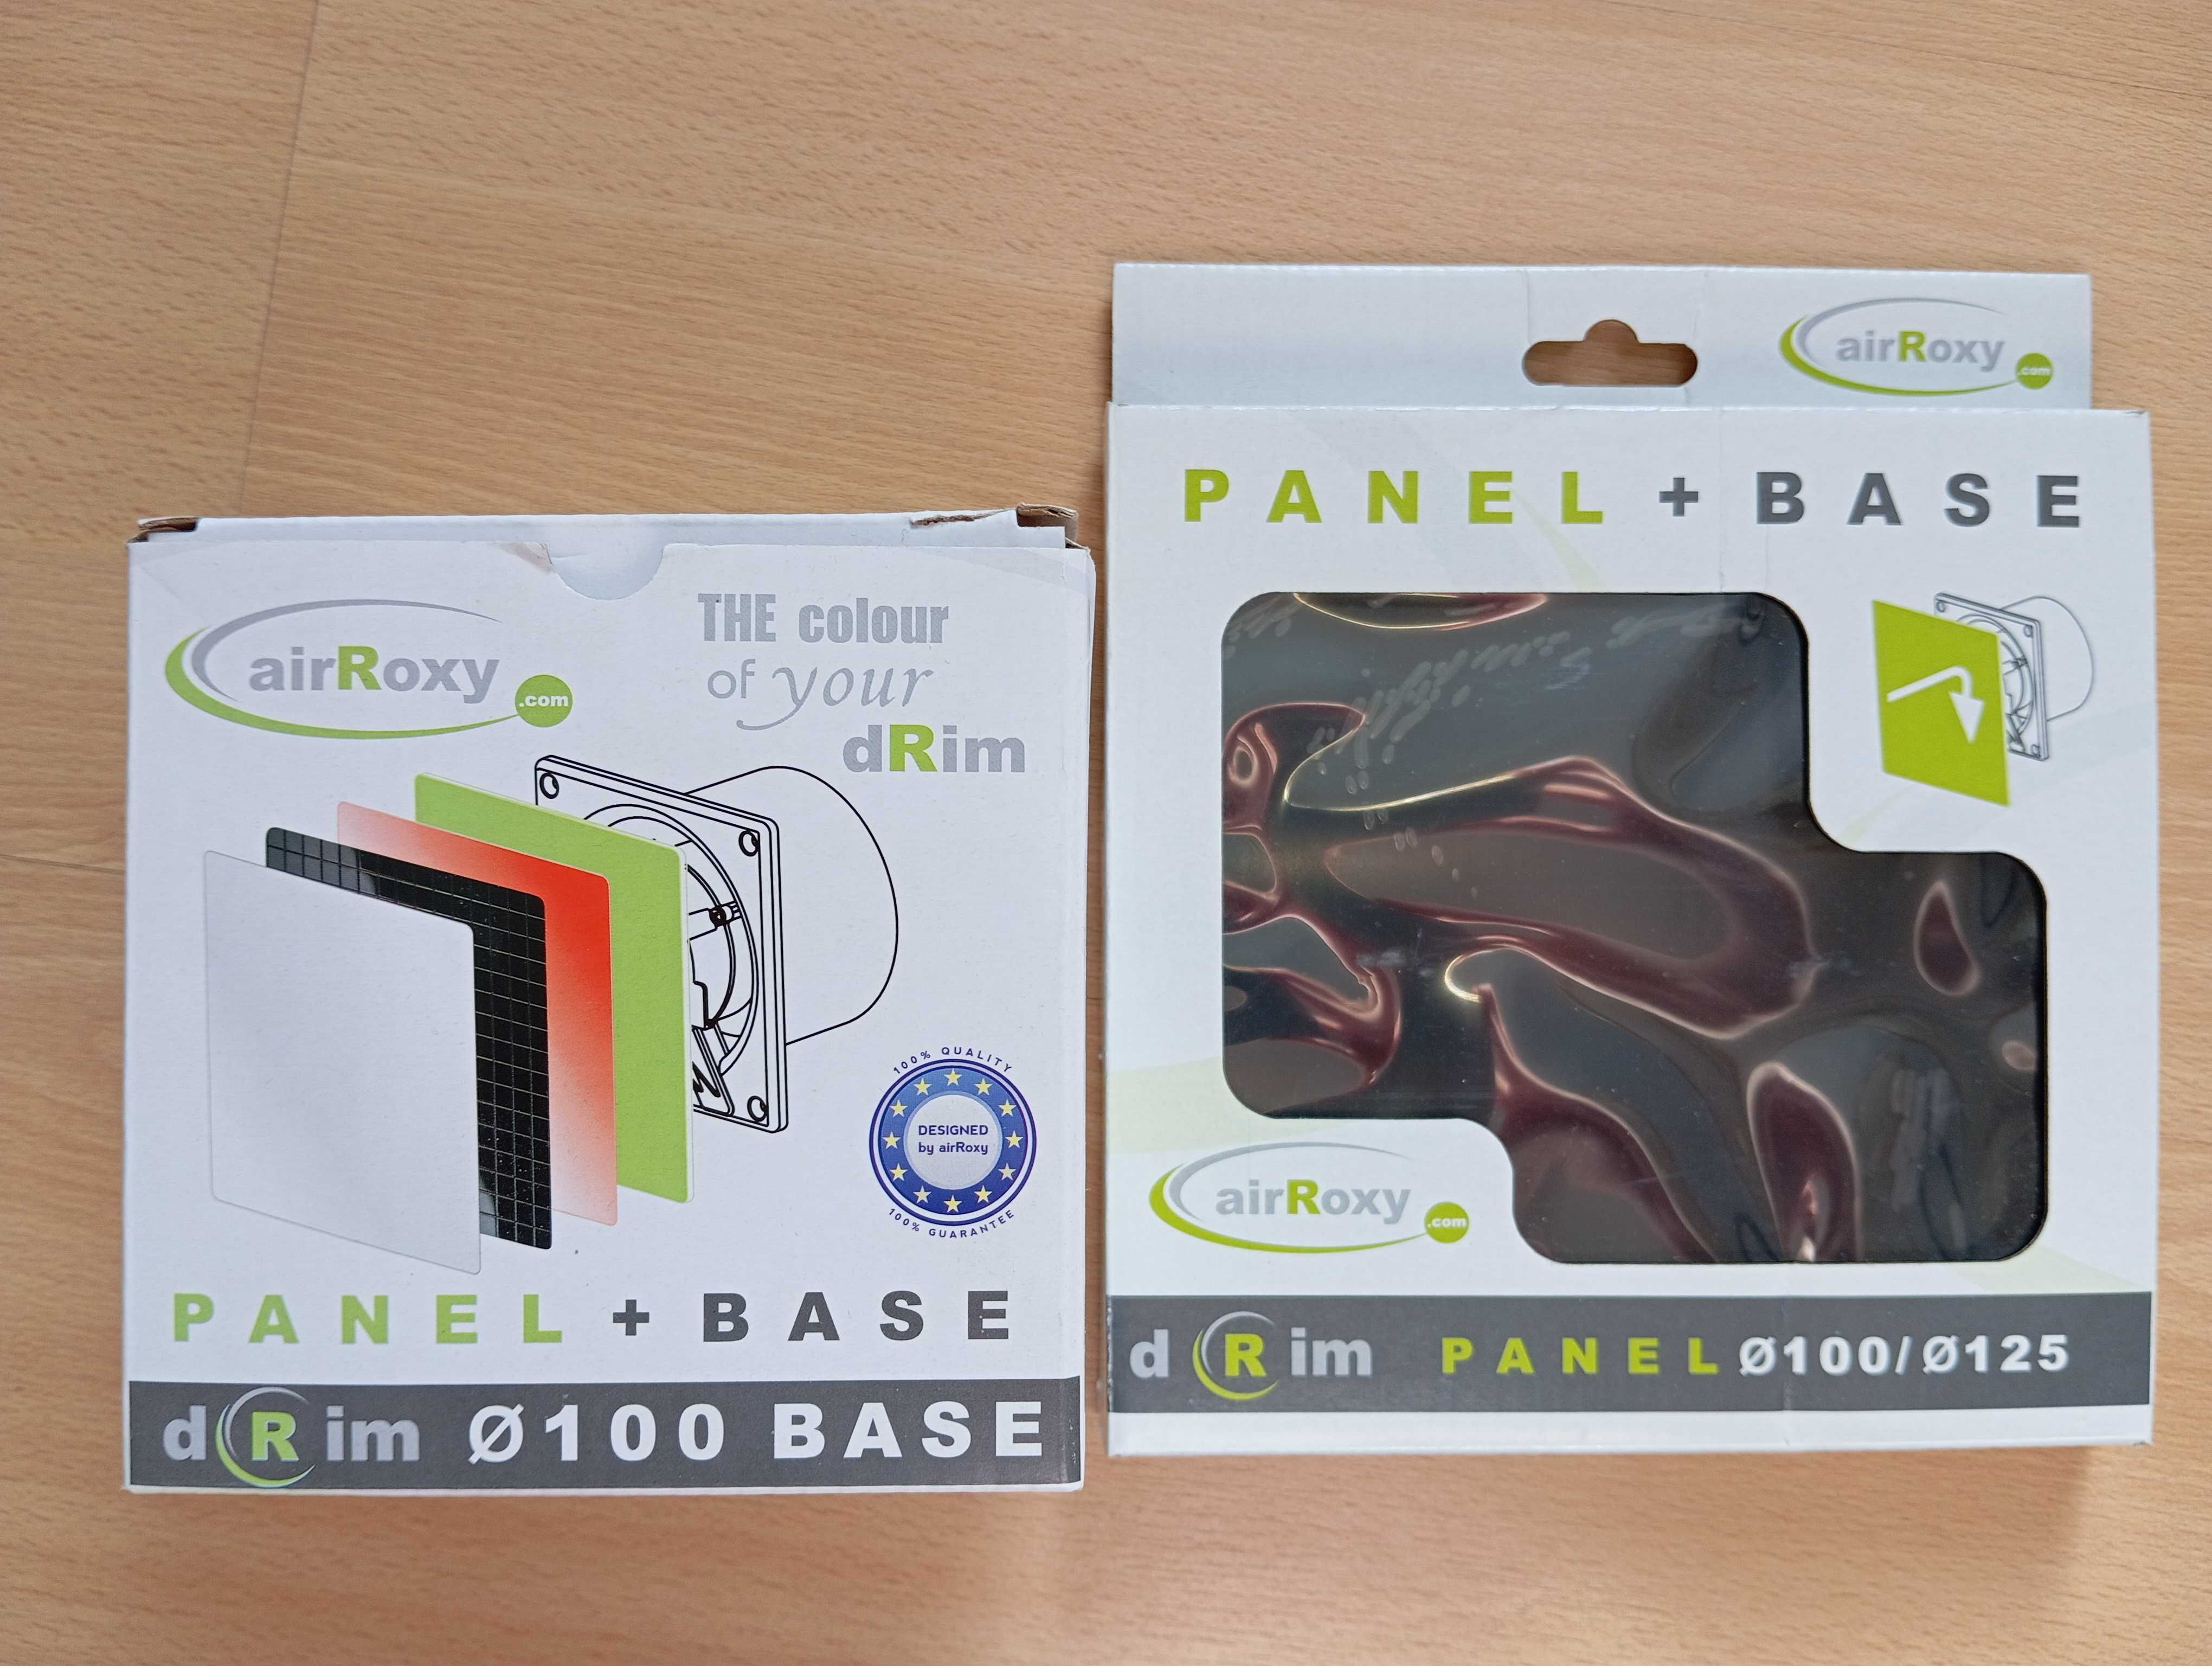 airRoxy .com
THE colour
of your
dRim
100% QUALITY
DESIGNED
by airRoxy
100% GUARANTEE
PANEL + BASE
dRim Ø100 BASE
airRoxy .com
PANEL + BASE
airRoxy .com
dRim PANEL Ø100/Ø125